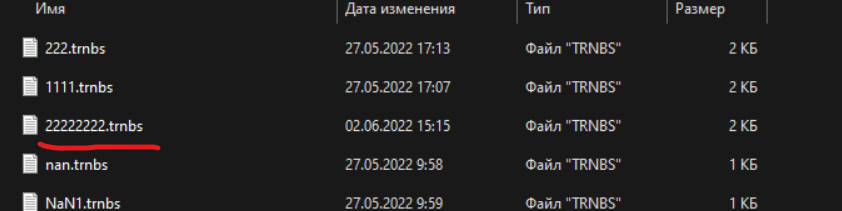 Имя Дата изменения Тип Размер
222.trnbs 27.05.2022 17:13 Файл "TRNBS" 2 КБ
1111.trnbs 27.05.2022 17:07 Файл "TRNBS" 2 КБ
22222222.trnbs 02.06.2022 15:15 Файл "TRNBS" 2 КБ
nan.trnbs 27.05.2022 9:58 Файл "TRNBS" 1 КБ
NaN1.trnbs 27.05.2022 9:59 Файл "TRNBS" 1 КБ